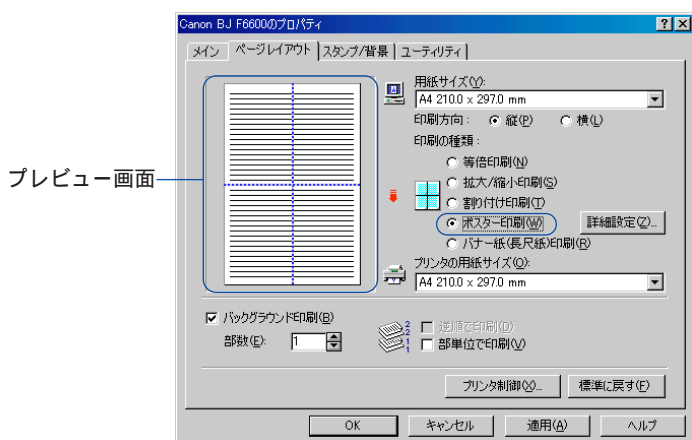 Canon BJ F6600のプロパティ
メイン ページレイアウト スタンプ/背景 ユーティリティ
用紙サイズ(Y):
A4 210.0 x 297.0 mm
印刷方向: 縦(P) 横(L)
印刷の種類:
等倍印刷(N)
拡大/縮小印刷(S)
割り付け印刷(T)
ポスター印刷(W) 詳細設定(Z)...
バナー紙(長尺紙)印刷(R)
プレビュー画面
プリンタの用紙サイズ(O):
A4 210.0 x 297.0 mm
バックグラウンド印刷(B)
部数(E): 1
2 2 1 1
逆順で印刷(D)
部単位で印刷(V)
プリンタ制御(X)... 標準に戻す(F)
OK キャンセル 適用(A) ヘルプ